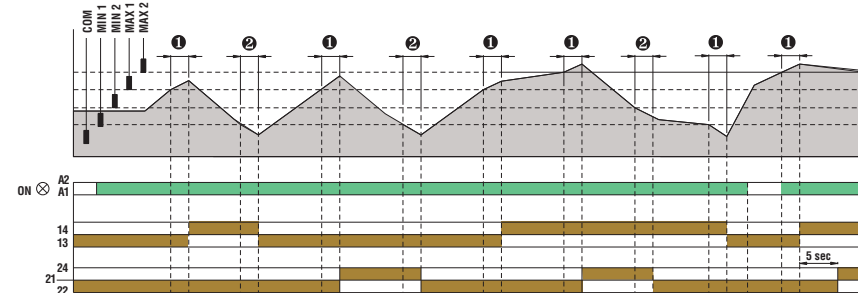 COM
MIN 1
MIN 2
MAX 1
MAX 2
❶ ❷ ❶ ❷ ❶ ❶ ❷ ❶ ❶
A2
ON ⊗ A1
14
13
24
5 sec
21
22